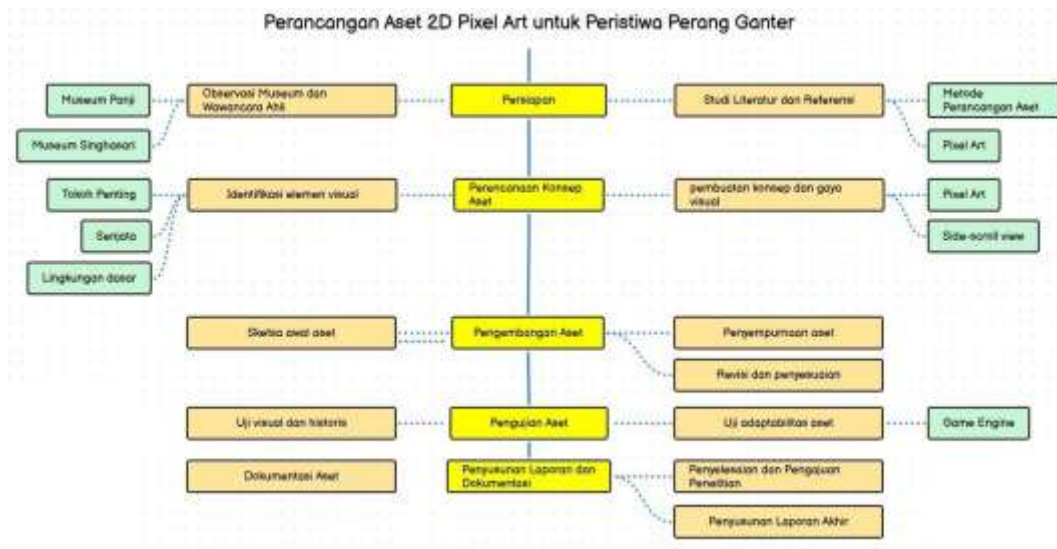 Perancangan Aset 2D Pixel Art untuk Peristiwa Perang Ganter
Museum Panji
Observasi Museum dan
Wawancara Ahli
Persiapan
Studi Literatur dan Referensi
Metode
Perancangan Aset
Museum Singhasari
Pixel Art
Tokoh Penting
Identifikasi elemen visual
Perencanaan Konsep
Aset
pembuatan konsep dan gaya
visual
Pixel Art
Senjata
Side-scroll view
Lingkungan dasar
Sketsa awal aset
Pengembangan Aset
Penyempurnaan aset
Revisi dan penyesuaian
Uji visual dan historis
Pengujian Aset
Uji adaptabilitas aset
Game Engine
Dokumentasi Aset
Penyusunan Laporan dan
Dokumentasi
Penyelesaian dan Pengajuan
Penelitian
Penyusunan Laporan Akhir